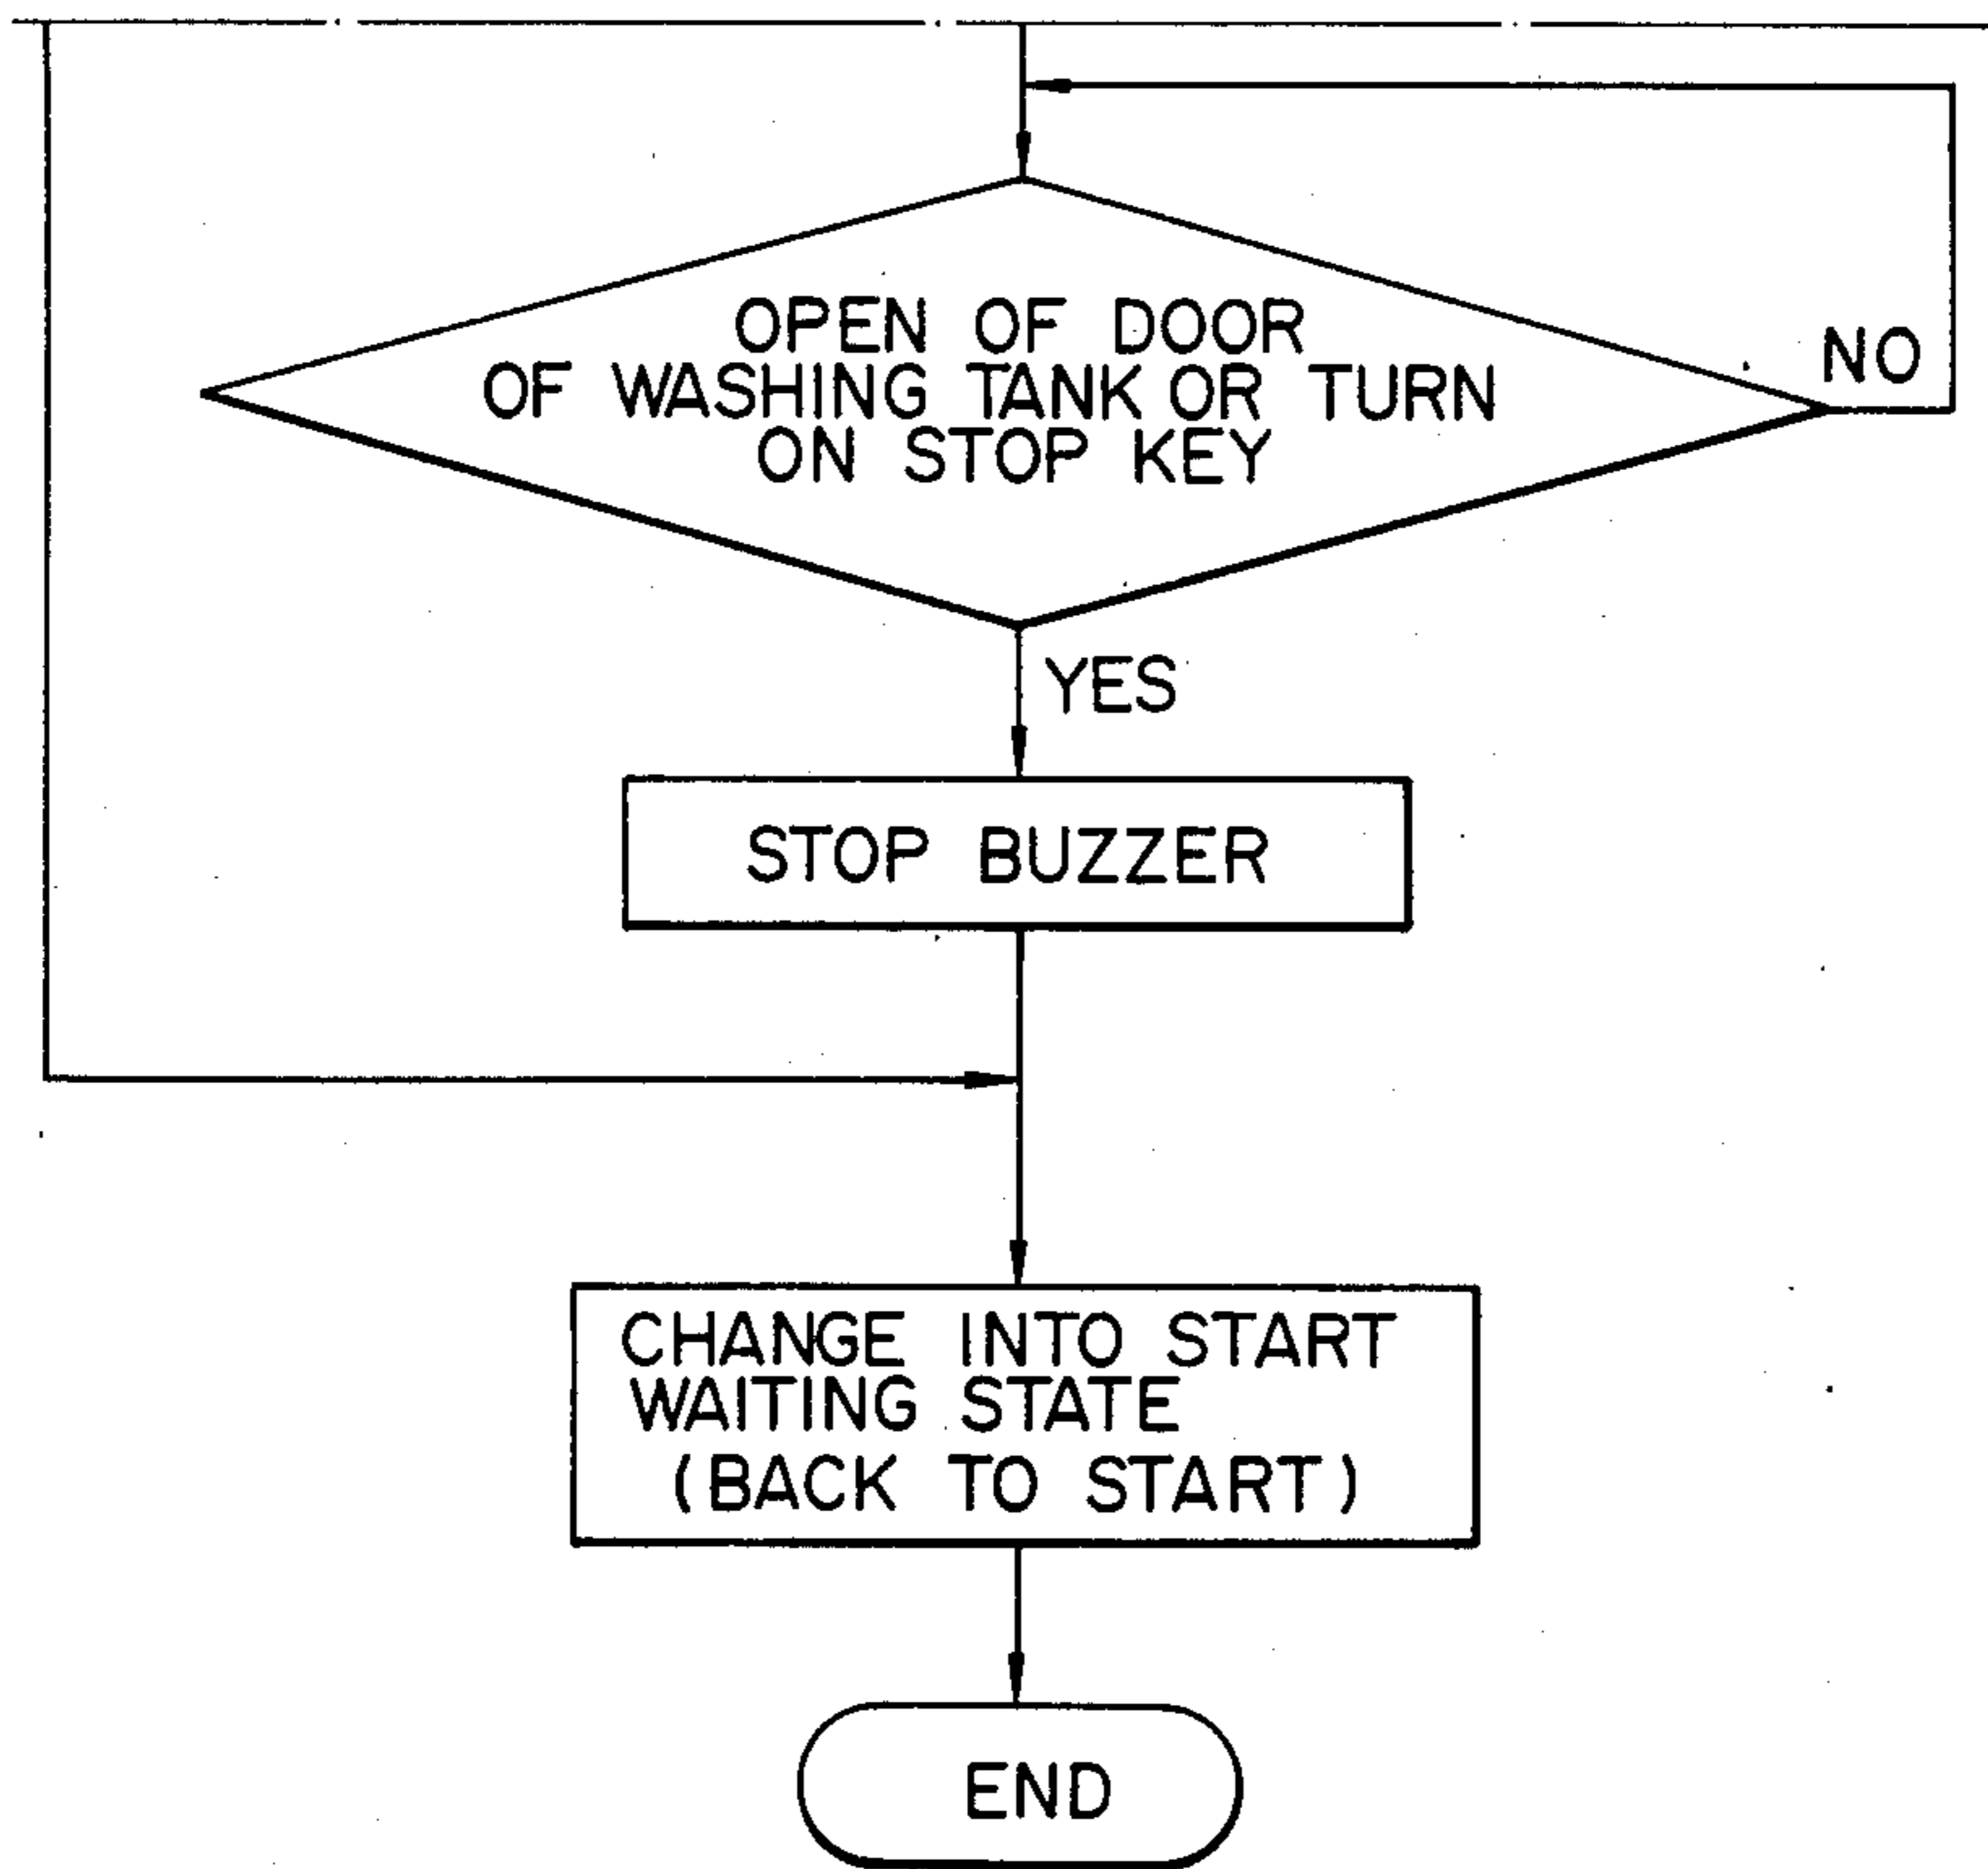 OPEN OF DOOR
OF WASHING TANK OR TURN
ON STOP KEY
NO
YES
STOP BUZZER
CHANGE INTO START
WAITING STATE
(BACK TO START)
END